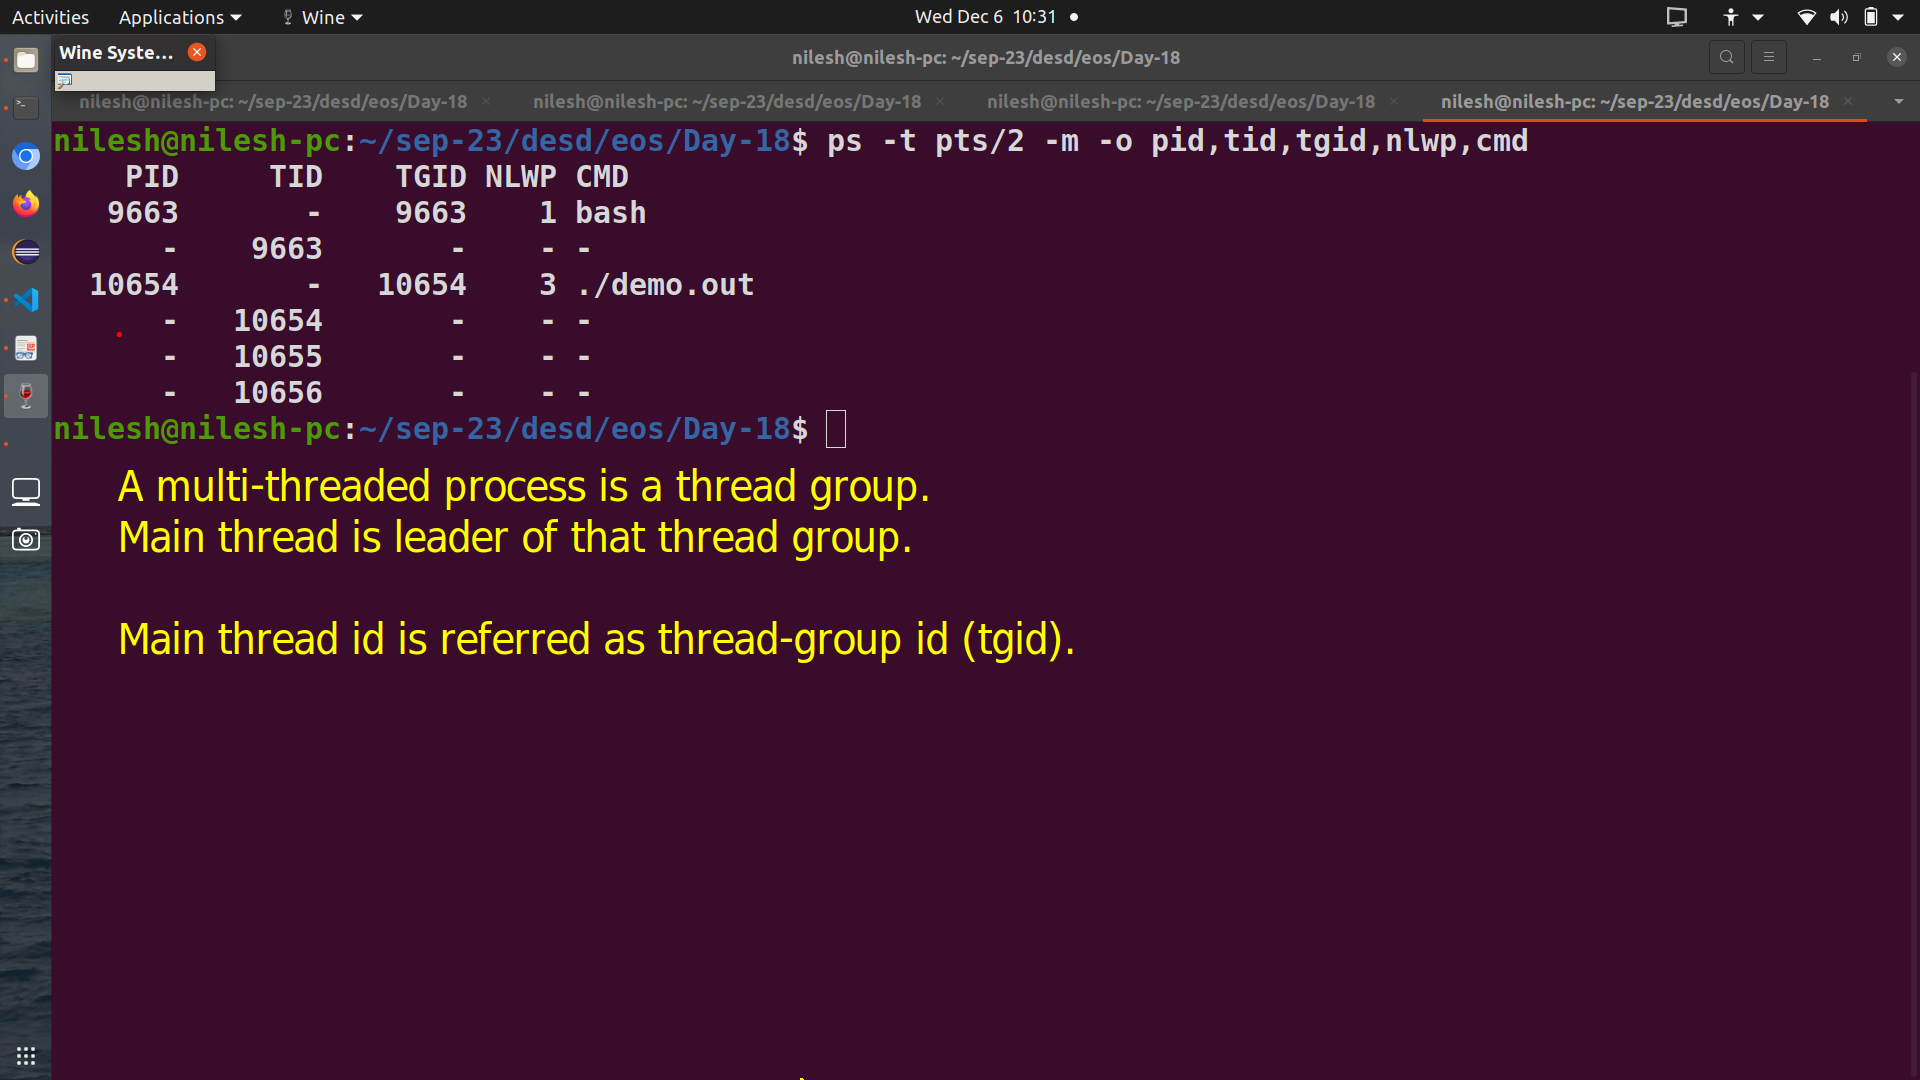 Activities Applications Wine Wed Dec 6 10:31
Wine Syste...
nilesh@nilesh-pc: ~/sep-23/desd/eos/Day-18
nilesh@nilesh-pc: ~/sep-23/desd/eos/Day-18 nilesh@nilesh-pc: ~/sep-23/desd/eos/Day-18 nilesh@nilesh-pc: ~/sep-23/desd/eos/Day-18 nilesh@nilesh-pc: ~/sep-23/desd/eos/Day-18
nilesh@nilesh-pc:~/sep-23/desd/eos/Day-18$ ps -t pts/2 -m -o pid,tid,tgid,nlwp,cmd
PID TID TGID NLWP CMD
9663 - 9663 1 bash
- 9663 - - -
10654 - 10654 3 ./demo.out
- 10654 - - -
- 10655 - - -
- 10656 - - -
nilesh@nilesh-pc:~/sep-23/desd/eos/Day-18$
A multi-threaded process is a thread group.
Main thread is leader of that thread group.
Main thread id is referred as thread-group id (tgid).